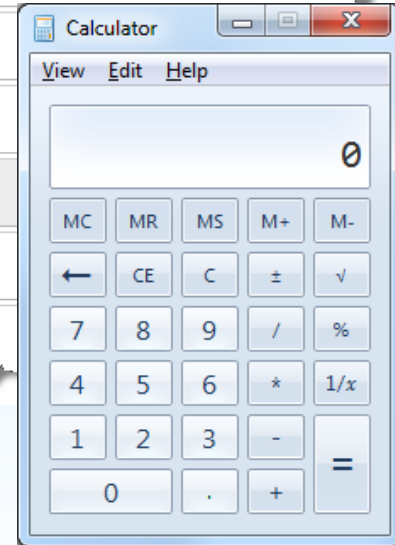 Calculator
View Edit Help
0
MC MR MS M+ M-
← CE C ± √
7 8 9 / %
4 5 6 * 1/x
1 2 3 - =
0 . +